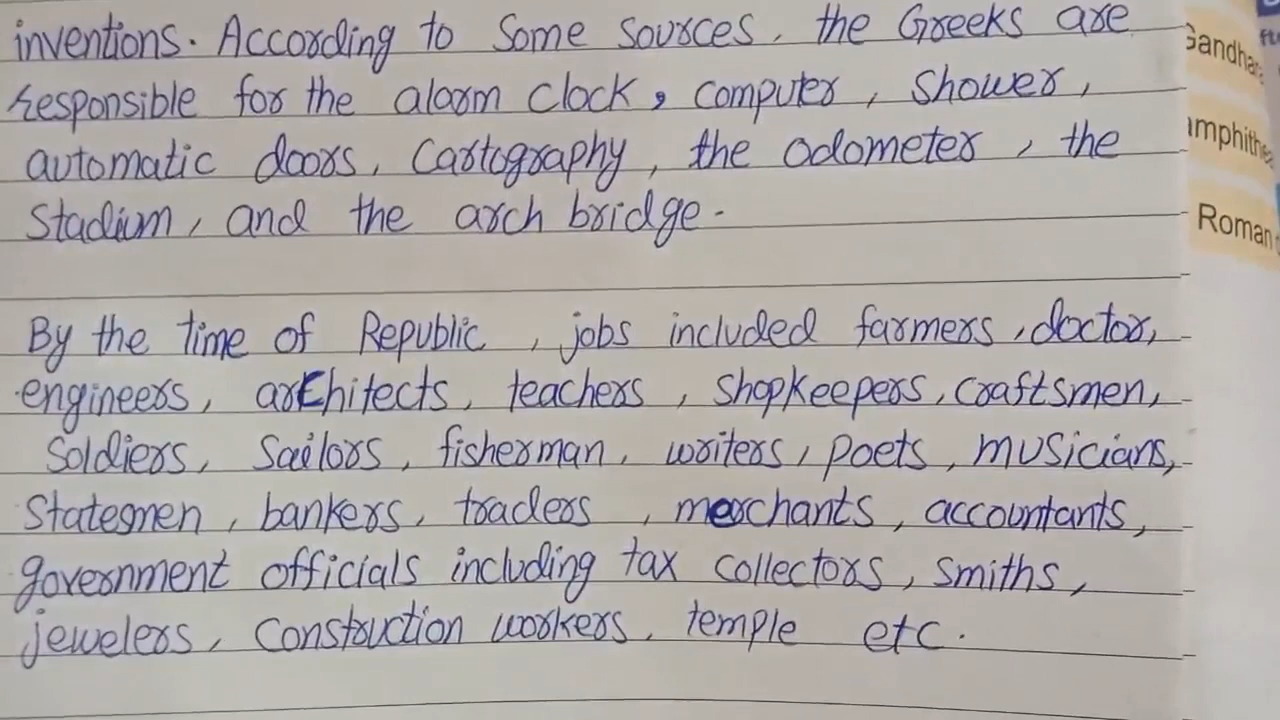 inventions. According to Some sources, the Greeks are
responsible for the alarm clock, computer, shower,
automatic doors, Cartography, the odometer, the
Stadium, and the arch bridge.
By the time of Republic, jobs included farmers, doctor,
engineers, architects, teachers, shopkeepers, craftsmen,
Soldiers, Sailors, fisherman, writers, poets, musicians,
Stategmen, bankers, traders, merchants, accountants,
government officials including tax collectors, smiths,
jewelers, Construction workers, temple etc.
Gandha
amphithe
Roman